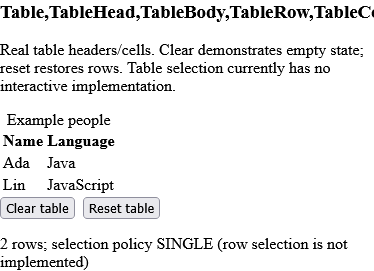 Table,TableHead,TableBody,TableRow,TableC
Real table headers/cells. Clear demonstrates empty state;
reset restores rows. Table selection currently has no
interactive implementation.
Example people
Name Language
Ada Java
Lin JavaScript
Clear table Reset table
2 rows; selection policy SINGLE (row selection is not
implemented)